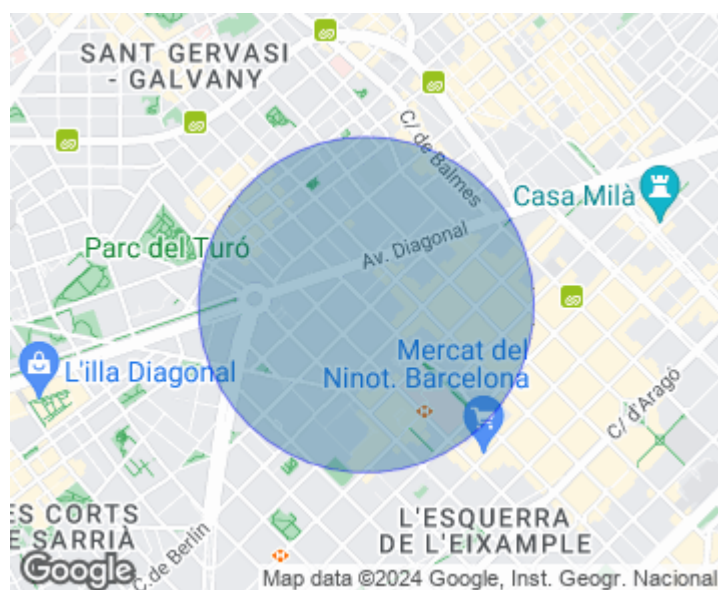 SANT GERVASI
- GALVANY
C/ de Balmes
Casa Milà
Parc del Turó
Av. Diagonal
L'illa Diagonal
Mercat del
Ninot. Barcelona
C/ d'Aragó
ES CORTS
E SARRIÀ
L'ESQUERRA
DE L'EIXAMPLE
C. de Berlín
Google
Map data ©2024 Google, Inst. Geogr. Nacional